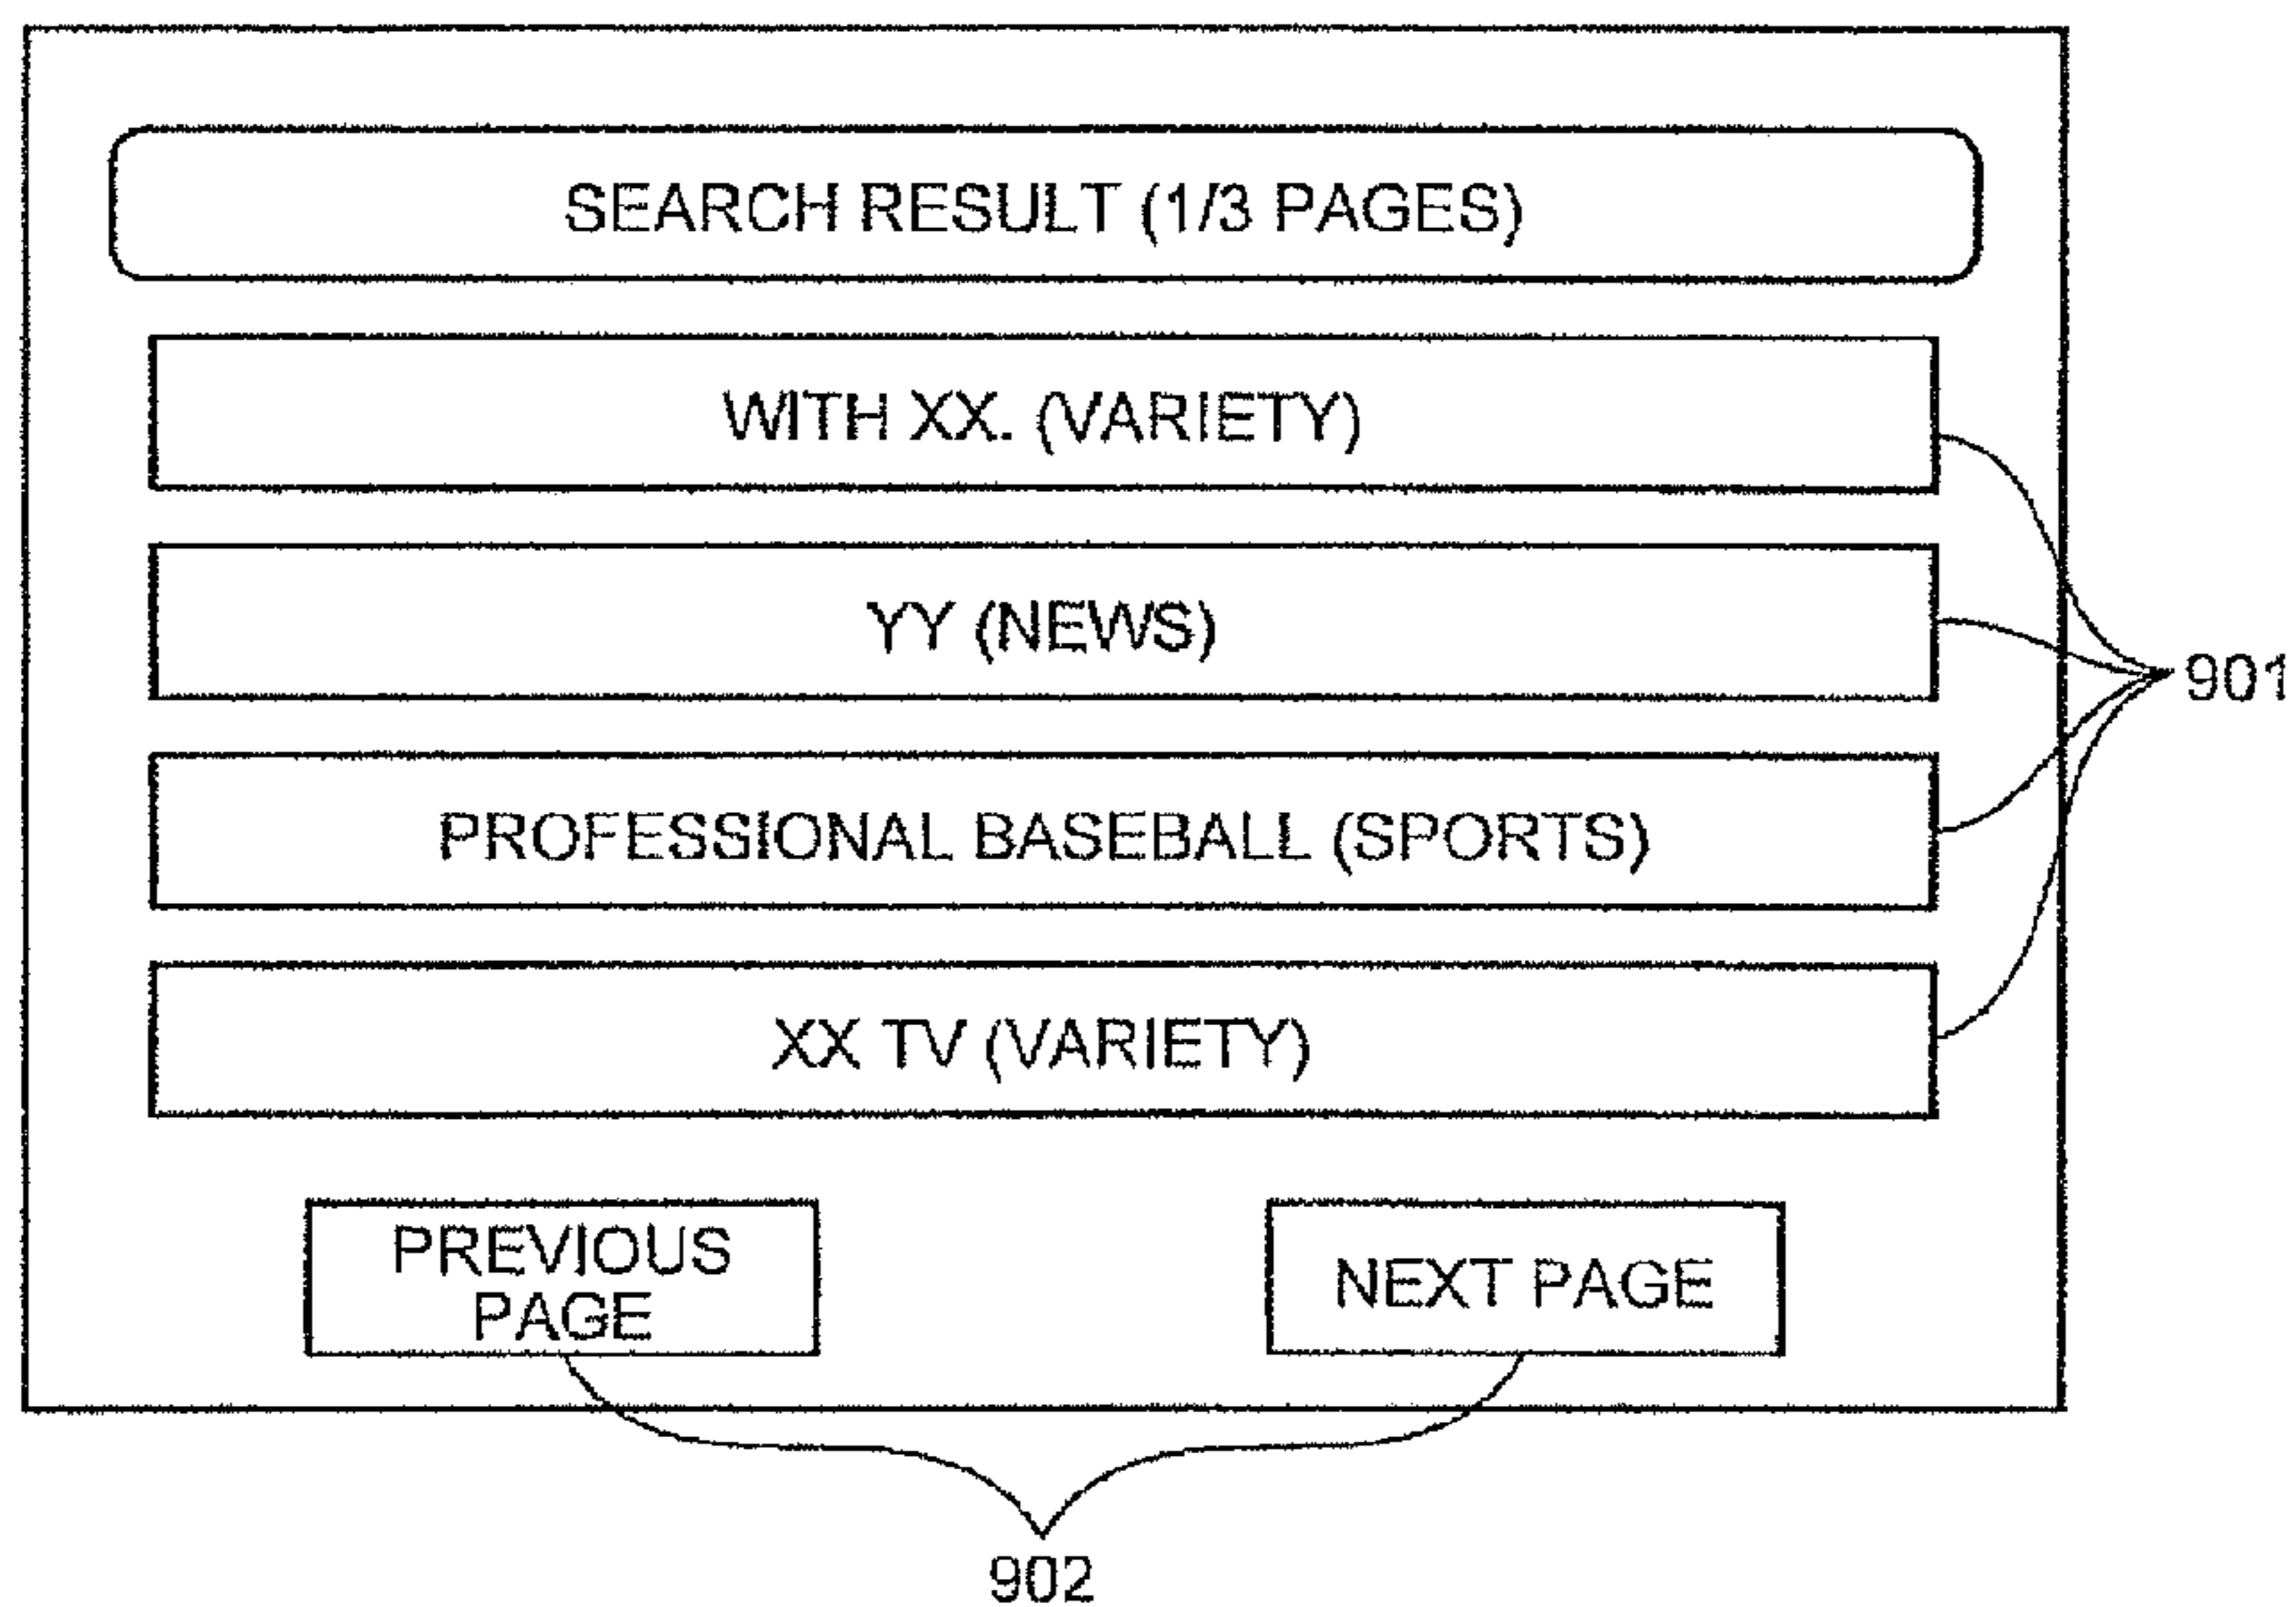 SEARCH RESULT (1/3 PAGES)
WITH XX. (VARIETY)
YY (NEWS)
901
PROFESSIONAL BASEBALL (SPORTS)
XX TV (VARIETY)
PREVIOUS
PAGE
NEXT PAGE
902